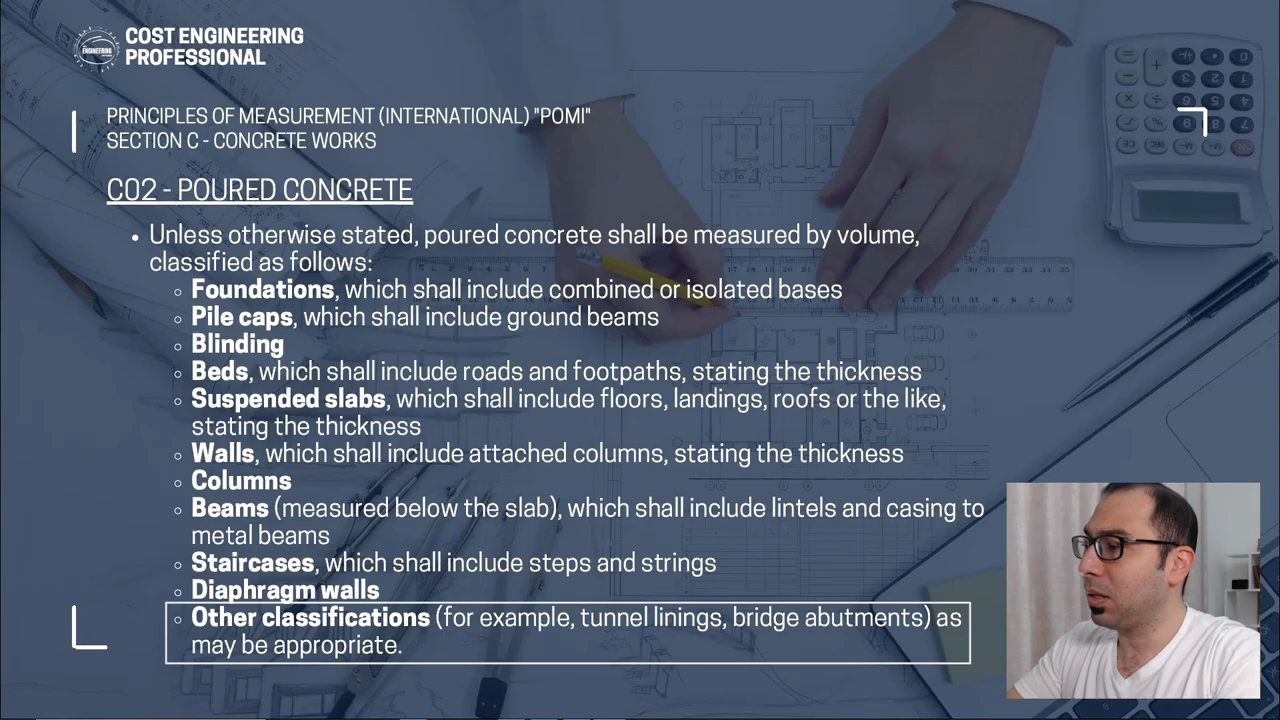 COST ENGINEERING
PROFESSIONAL
ENGINEERING
PRINCIPLES OF MEASUREMENT (INTERNATIONAL) "POMI"
SECTION C - CONCRETE WORKS
C02 - POURED CONCRETE
• Unless otherwise stated, poured concrete shall be measured by volume,
classified as follows:
◦ Foundations, which shall include combined or isolated bases
◦ Pile caps, which shall include ground beams
◦ Blinding
◦ Beds, which shall include roads and footpaths, stating the thickness
◦ Suspended slabs, which shall include floors, landings, roofs or the like,
stating the thickness
◦ Walls, which shall include attached columns, stating the thickness
◦ Columns
◦ Beams (measured below the slab), which shall include lintels and casing to
metal beams
◦ Staircases, which shall include steps and strings
◦ Diaphragm walls
◦ Other classifications (for example, tunnel linings, bridge abutments) as
may be appropriate.